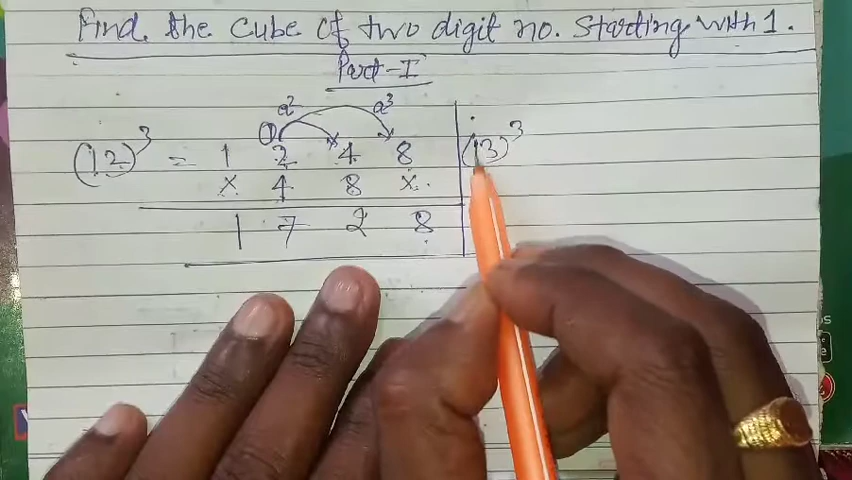 Find the Cube of two digit no. Starting with 1.
Part-I
a² a³
(12)³ = 1 2 4 8
x 4 8 x.
1 7 2 8
(13)³